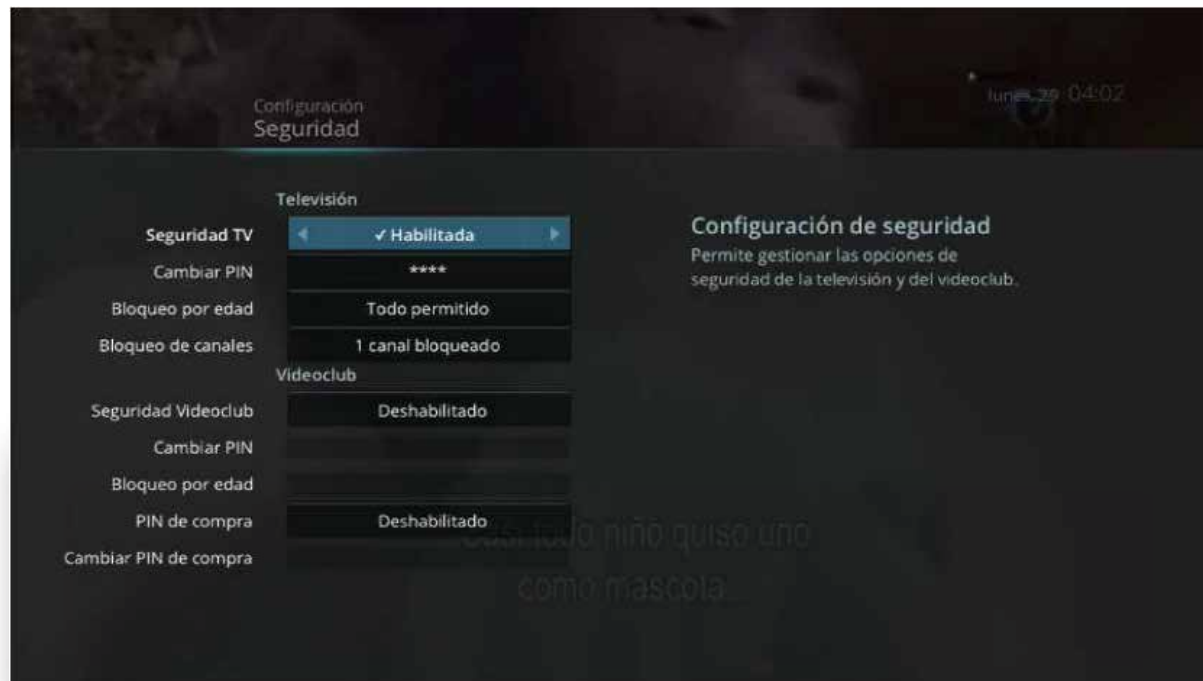 Configuración
Seguridad
lunes 29 04:02
Televisión
Seguridad TV ✓ Habilitada
Cambiar PIN ****
Bloqueo por edad Todo permitido
Bloqueo de canales 1 canal bloqueado
Videoclub
Seguridad Videoclub Deshabilitado
Cambiar PIN
Bloqueo por edad
PIN de compra Deshabilitado
Cambiar PIN de compra
Configuración de seguridad
Permite gestionar las opciones de
seguridad de la televisión y del videoclub.
todo niño quiso uno
como mascota